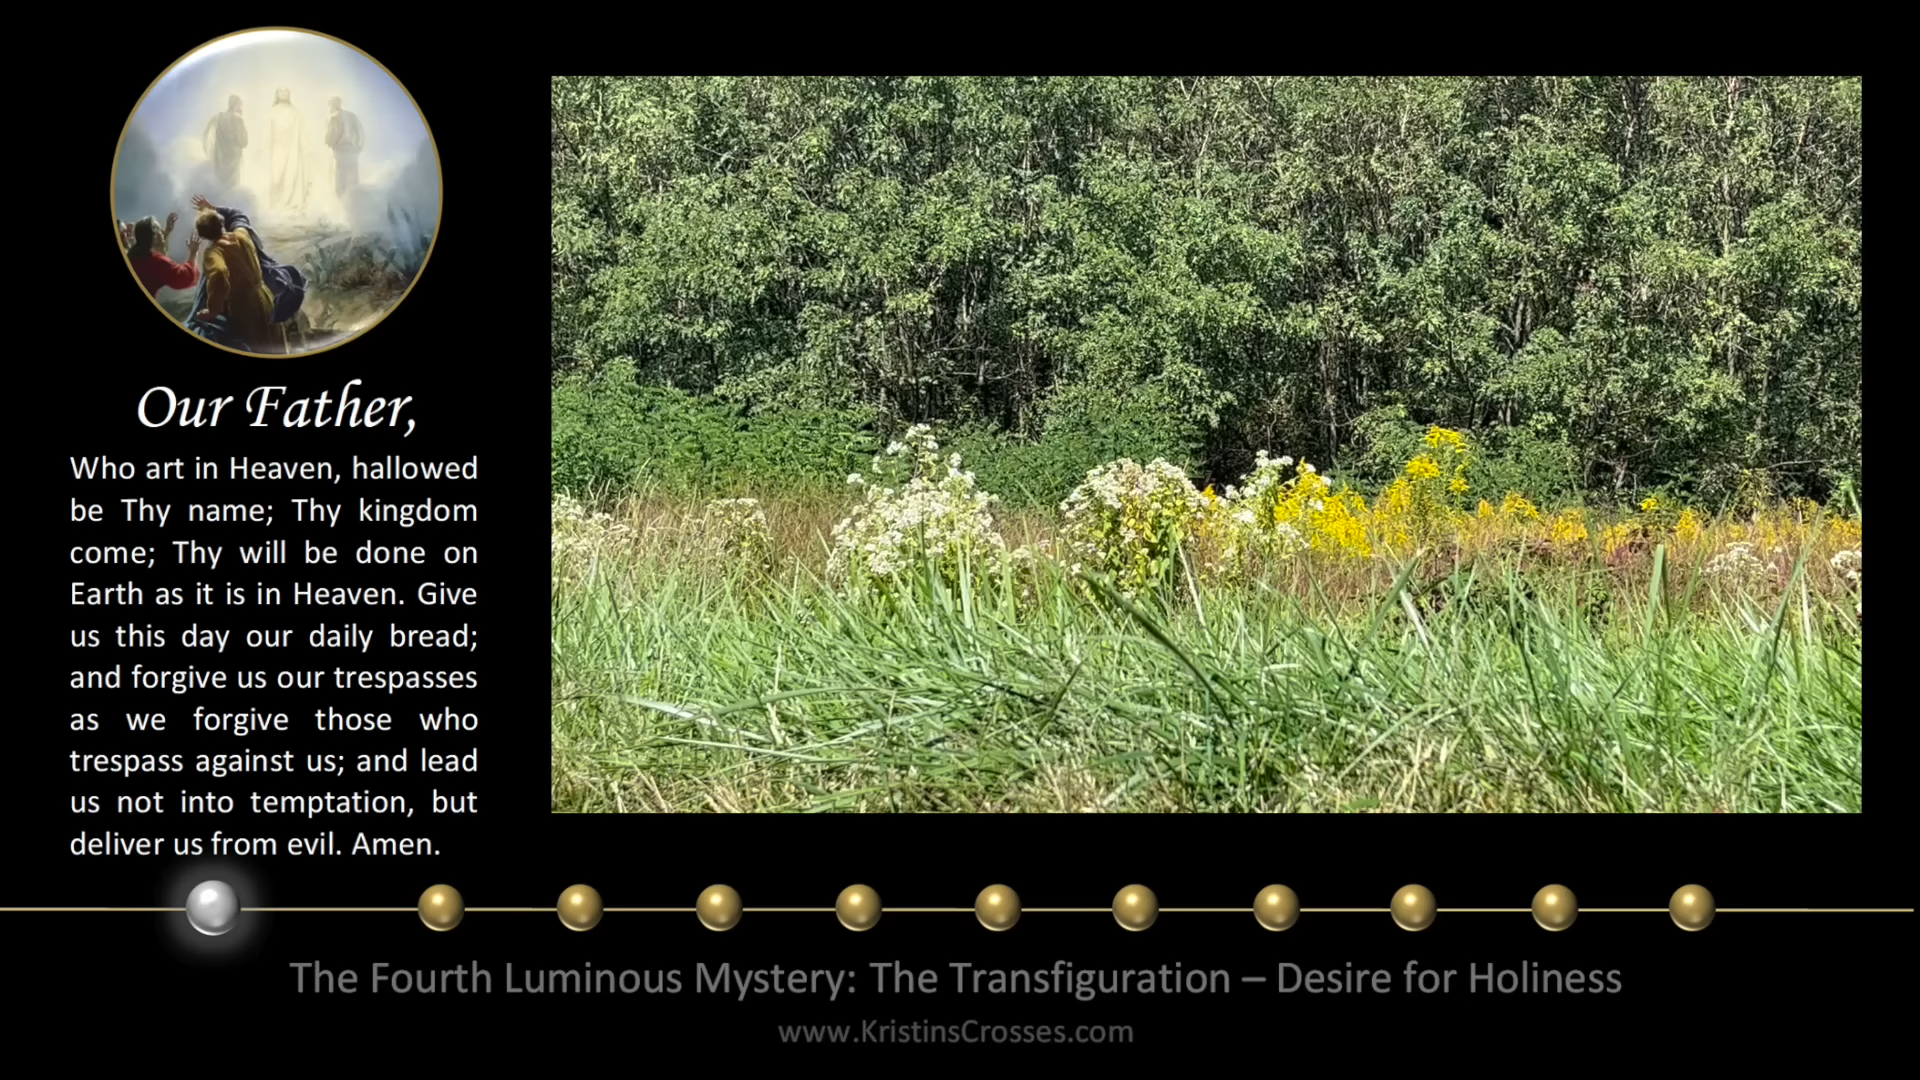 Our Father,
Who art in Heaven, hallowed
be Thy name; Thy kingdom
come; Thy will be done on
Earth as it is in Heaven. Give
us this day our daily bread;
and forgive us our trespasses
as we forgive those who
trespass against us; and lead
us not into temptation, but
deliver us from evil. Amen.
The Fourth Luminous Mystery: The Transfiguration – Desire for Holiness
www.KristinsCrosses.com